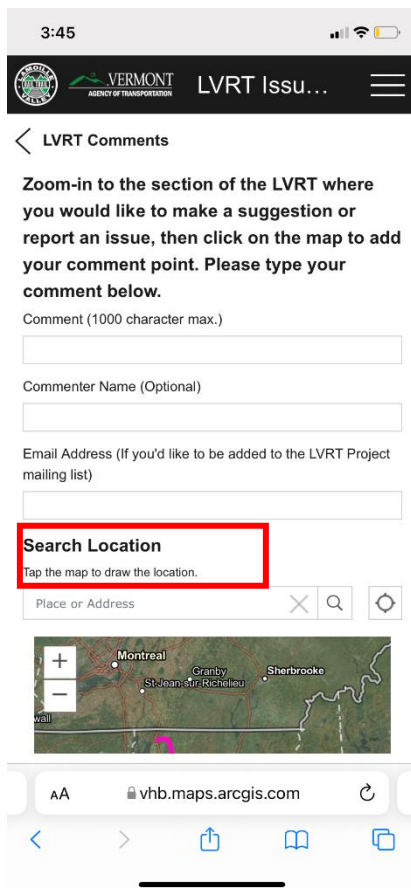 3:45
LAMOILLE
RAIL TRAIL
VALLEY
VERMONT
AGENCY OF TRANSPORTATION
LVRT Issu...
LVRT Comments
Zoom-in to the section of the LVRT where
you would like to make a suggestion or
report an issue, then click on the map to add
your comment point. Please type your
comment below.
Comment (1000 character max.)
Commenter Name (Optional)
Email Address (If you'd like to be added to the LVRT Project
mailing list)
Search Location
Tap the map to draw the location.
Place or Address
+
Montreal
Granby
Sherbrooke
St-Jean-sur-Richelieu
−
wall
AA
vhb.maps.arcgis.com